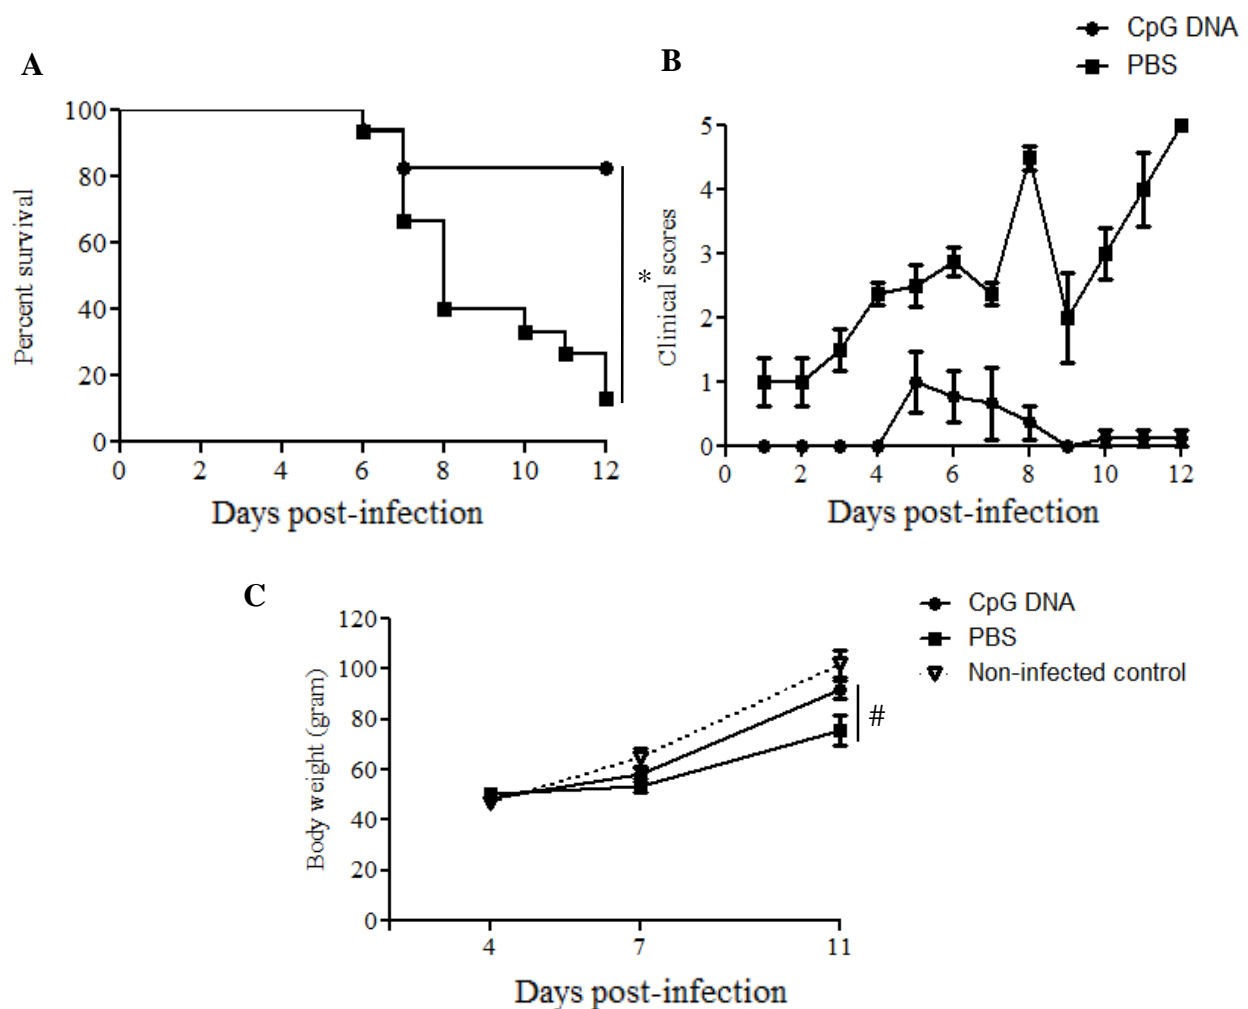 A
B
CpG DNA
PBS
Percent survival
100
80
60
40
20
0
0 2 4 6 8 10 12
Days post-infection
*
Clinical scores
5
4
3
2
1
0
0 2 4 6 8 10 12
Days post-infection
C
CpG DNA
PBS
Non-infected control
Body weight (gram)
120
100
80
60
40
20
0
4 7 11
Days post-infection
#